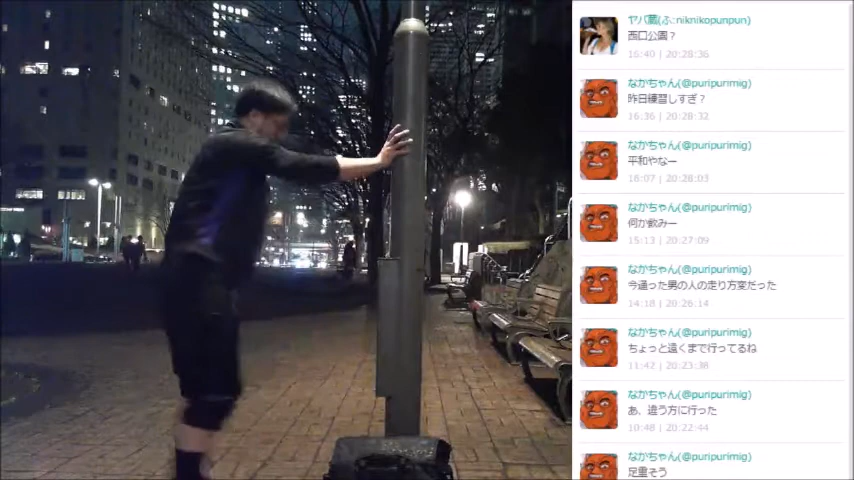 ヤバ蔵(ふ:niknikopunpun)
西口公園？
16:40 | 20:28:36
なかちゃん(@puripurimig)
昨日練習しすぎ？
16:36 | 20:28:32
なかちゃん(@puripurimig)
平和やなー
16:07 | 20:28:03
なかちゃん(@puripurimig)
何か飲みー
15:13 | 20:27:09
なかちゃん(@puripurimig)
今通った男の人の走り方変だった
14:18 | 20:26:14
なかちゃん(@puripurimig)
ちょっと遠くまで行ってるね
11:42 | 20:23:38
なかちゃん(@puripurimig)
あ、違う方に行った
10:48 | 20:22:44
なかちゃん(@puripurimig)
足重そう